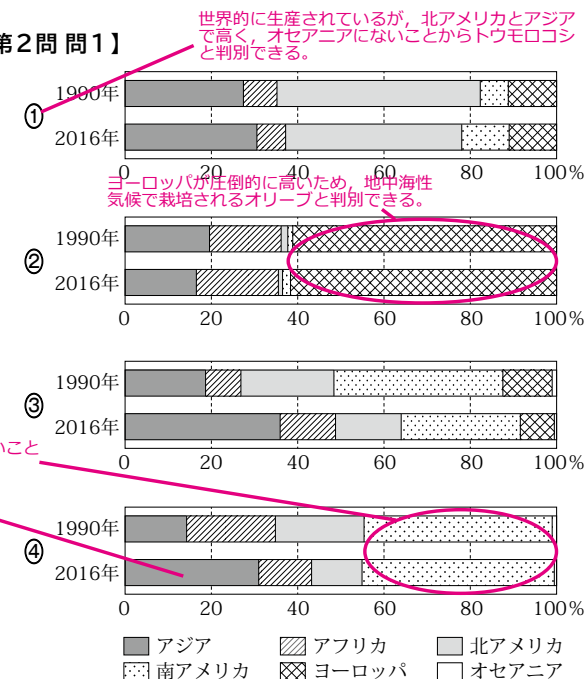 世界的に生産されているが，北アメリカとアジア
で高く，オセアニアにないことからトウモロコシ
と判別できる。
第2問 問1】
① 1990年
2016年
0 20 40 60 80 100%
ヨーロッパが圧倒的に高いため，地中海性
気候で栽培されるオリーブと判別できる。
② 1990年
2016年
0 20 40 60 80 100%
③ 1990年
2016年
0 20 40 60 80 100%
いこと
④ 1990年
2016年
0 20 40 60 80 100%
アジア アフリカ 北アメリカ
南アメリカ ヨーロッパ オセアニア